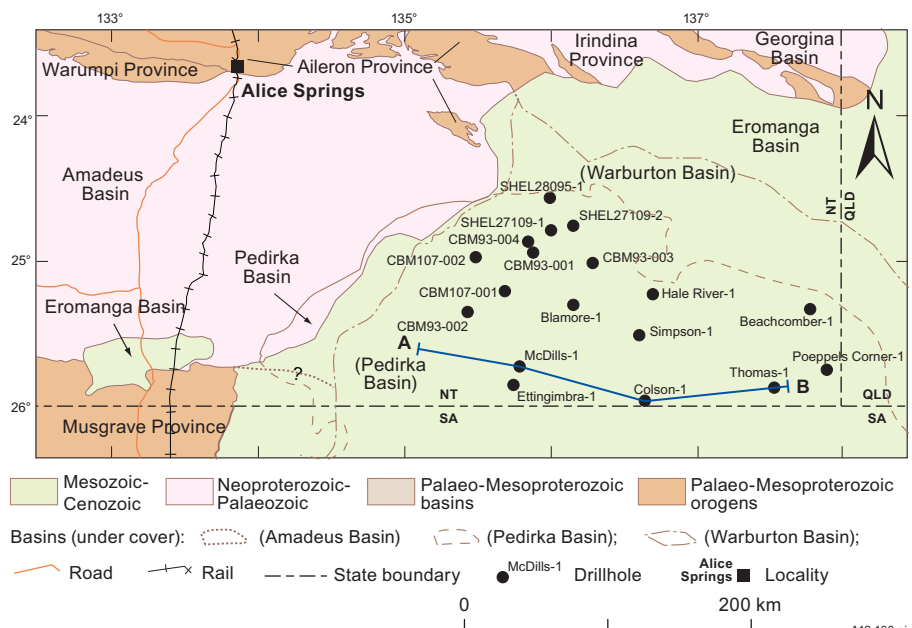 133°
135°
137°
24°
25°
26°
Warumpi Province
Aileron Province
Irindina
Province
Georgina
Basin
Alice Springs
N
Eromanga
Basin
Amadeus
Basin
(Warburton Basin)
NT
QLD
SHEL28095-1
SHEL27109-1
SHEL27109-2
CBM93-004
CBM107-002
CBM93-001
CBM93-003
Pedirka
Basin
CBM107-001
Hale River-1
Eromanga Basin
CBM93-002
Blamore-1
Beachcomber-1
Simpson-1
A
McDills-1
Poeppels Corner-1
(Pedirka
Basin)
?
Thomas-1
B
Ettingimbra-1
Colson-1
NT
QLD
SA
SA
Musgrave Province
Mesozoic-
Cenozoic
Neoproterozoic-
Palaeozoic
Palaeo-Mesoproterozoic
basins
Palaeo-Mesoproterozoic
orogens
Basins (under cover):
(Amadeus Basin)
(Pedirka Basin);
(Warburton Basin);
Road
Rail
State boundary
McDills-1
Drillhole
Alice
Springs
Locality
0
200 km